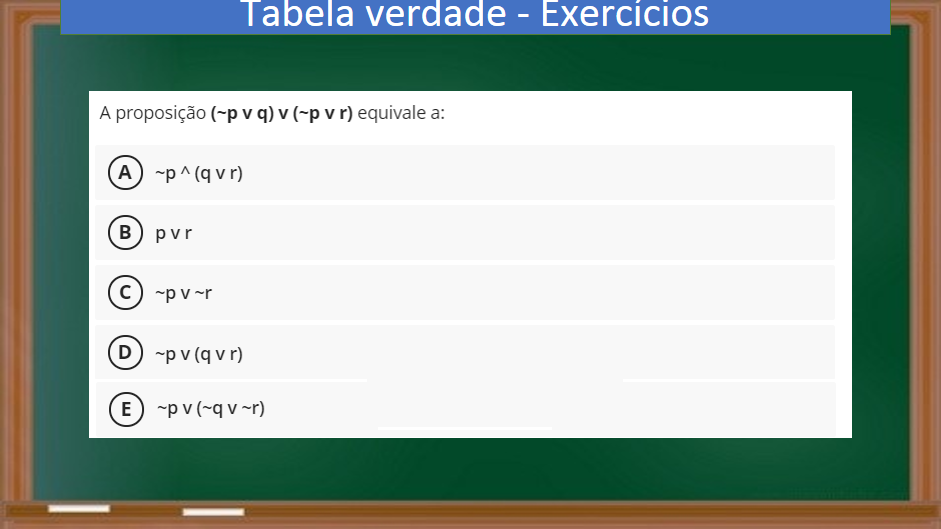 Tabela verdade - Exercícios
A proposição (~p v q) v (~p v r) equivale a:
A ~p ^ (q v r)
B p v r
C ~p v ~r
D ~p v (q v r)
E ~p v (~q v ~r)